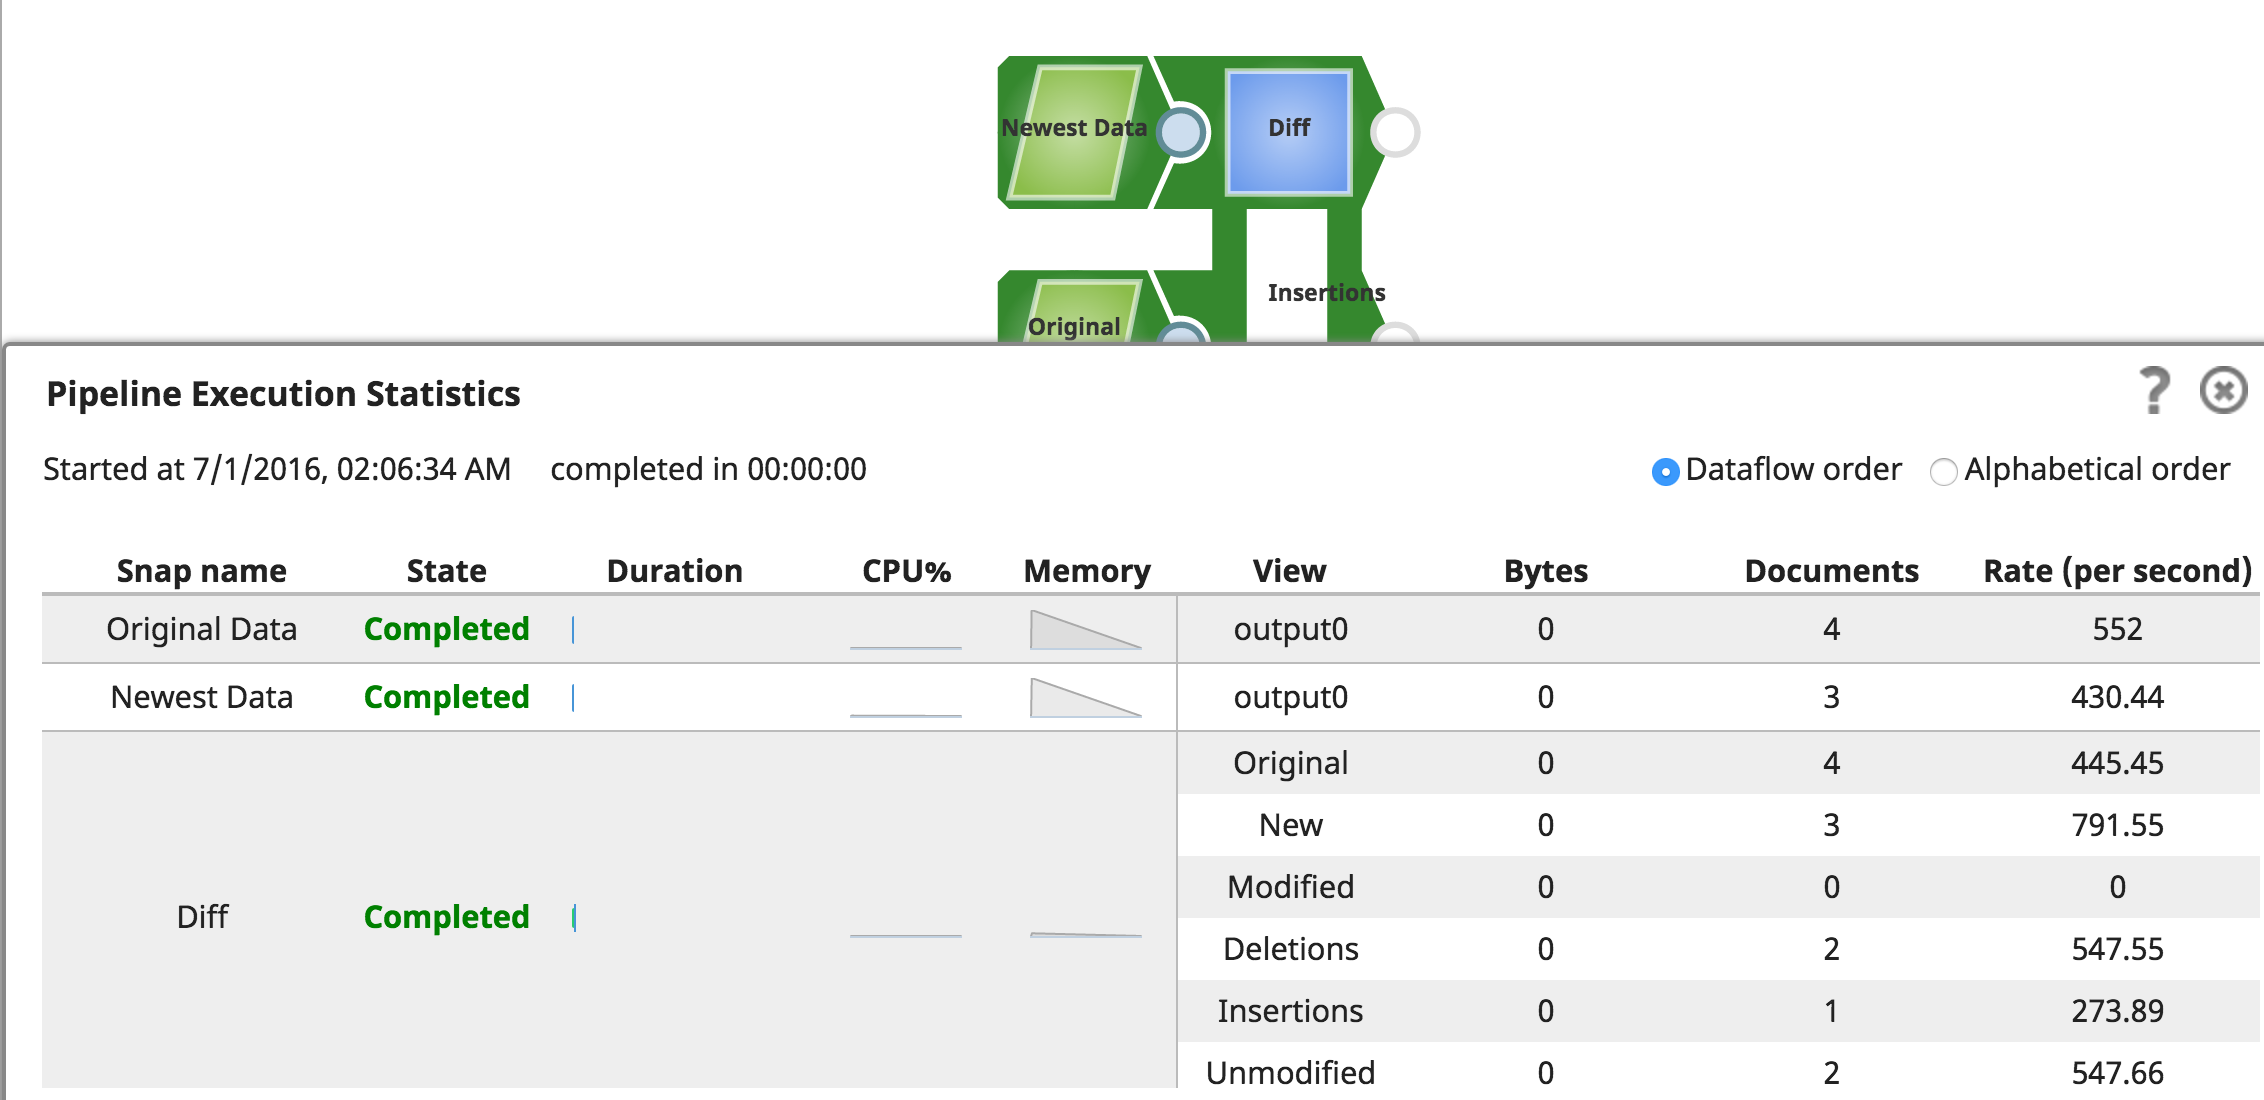 Newest Data
Diff
Insertions
Original
Pipeline Execution Statistics
?
Started at 7/1/2016, 02:06:34 AM completed in 00:00:00 Dataflow order Alphabetical order
Snap name State Duration CPU% Memory View Bytes Documents Rate (per second)
Original Data Completed output0 0 4 552
Newest Data Completed output0 0 3 430.44
Original 0 4 445.45
New 0 3 791.55
Modified 0 0 0
Diff Completed
Deletions 0 2 547.55
Insertions 0 1 273.89
Unmodified 0 2 547.66